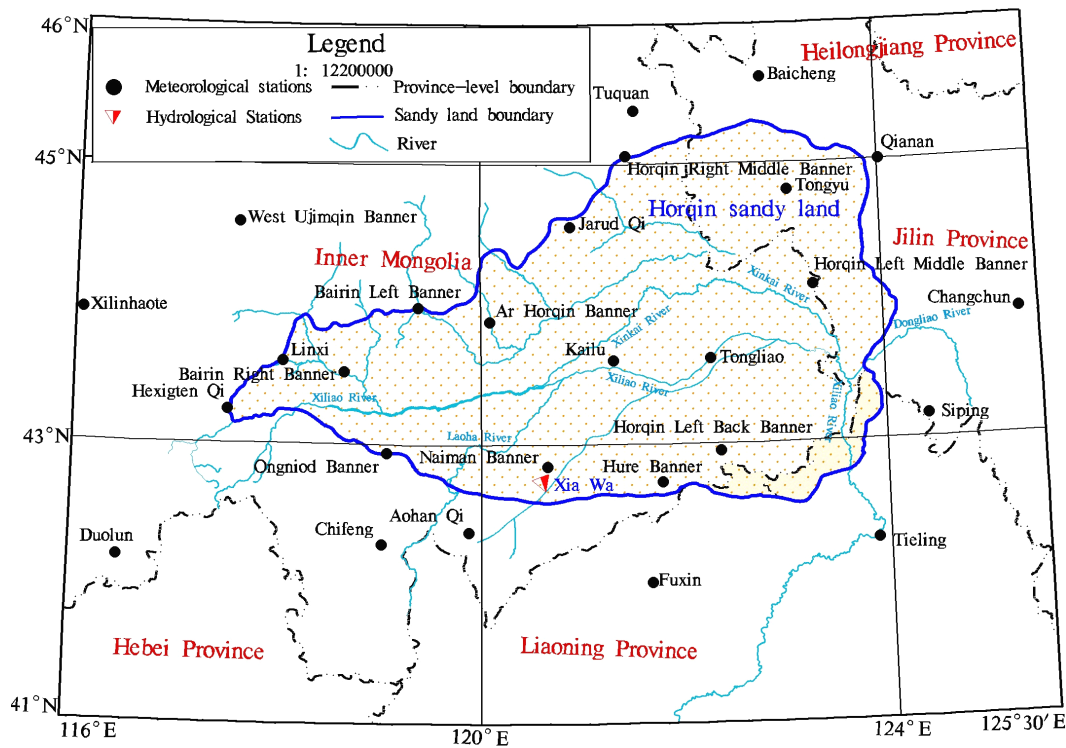 46°N
Legend
1: 12200000
Meteorological stations
Province-level boundary
Hydrological Stations
Sandy land boundary
River
Heilongjiang Province
Baicheng
Tuquan
45°N
Qianan
Horqin Right Middle Banner
Tongyu
West Ujimqin Banner
Horqin sandy land
Jarud Qi
Jilin Province
Inner Mongolia
Horqin Left Middle Banner
Xinkai River
Bairin Left Banner
Xilinhaote
Changchun
Ar Horqin Banner
Dongliao River
Xinkai River
Linxi
Kailu
Tongliao
Bairin Right Banner
Hexigten Qi
Xiliao River
Xiliao River
Xiliao River
Siping
43°N
Laoha River
Horqin Left Back Banner
Ongniod Banner
Naiman Banner
Hure Banner
Xia Wa
Aohan Qi
Duolun
Chifeng
Tieling
Fuxin
Hebei Province
Liaoning Province
41°N
116°E
120°E
124°E
125°30′E